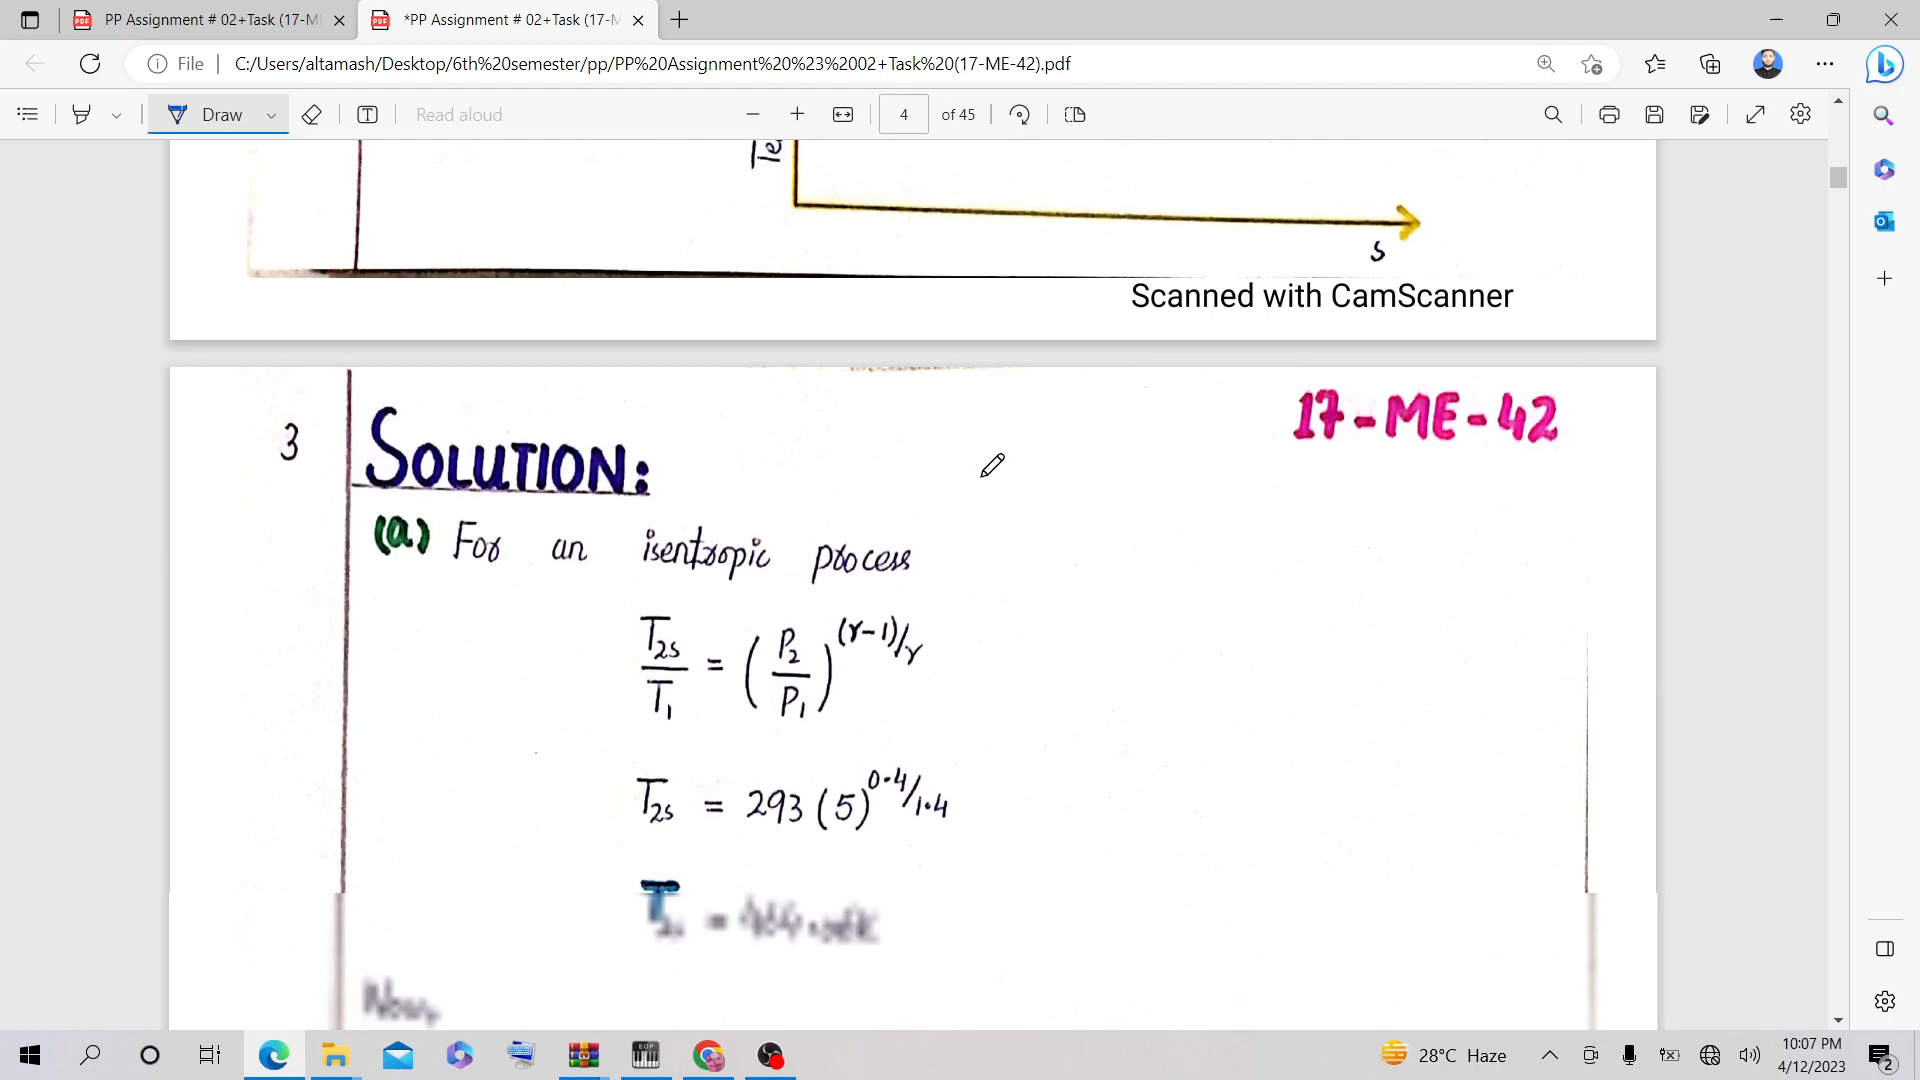 PP Assignment # 02+Task (17-M
*PP Assignment # 02+Task (17-M
File
C:/Users/altamash/Desktop/6th%20semester/pp/PP%20Assignment%20%23%2002+Task%20(17-ME-42).pdf
Draw
Read aloud
4 of 45
S
Scanned with CamScanner
17-ME-42
3
SOLUTION:
(a) For an isentropic process
T2s/T1 = (P2/P1)^(γ-1)/γ
T2s = 293 (5)^0.4/1.4
Now,
EOP
28°C Haze
10:07 PM
4/12/2023
2